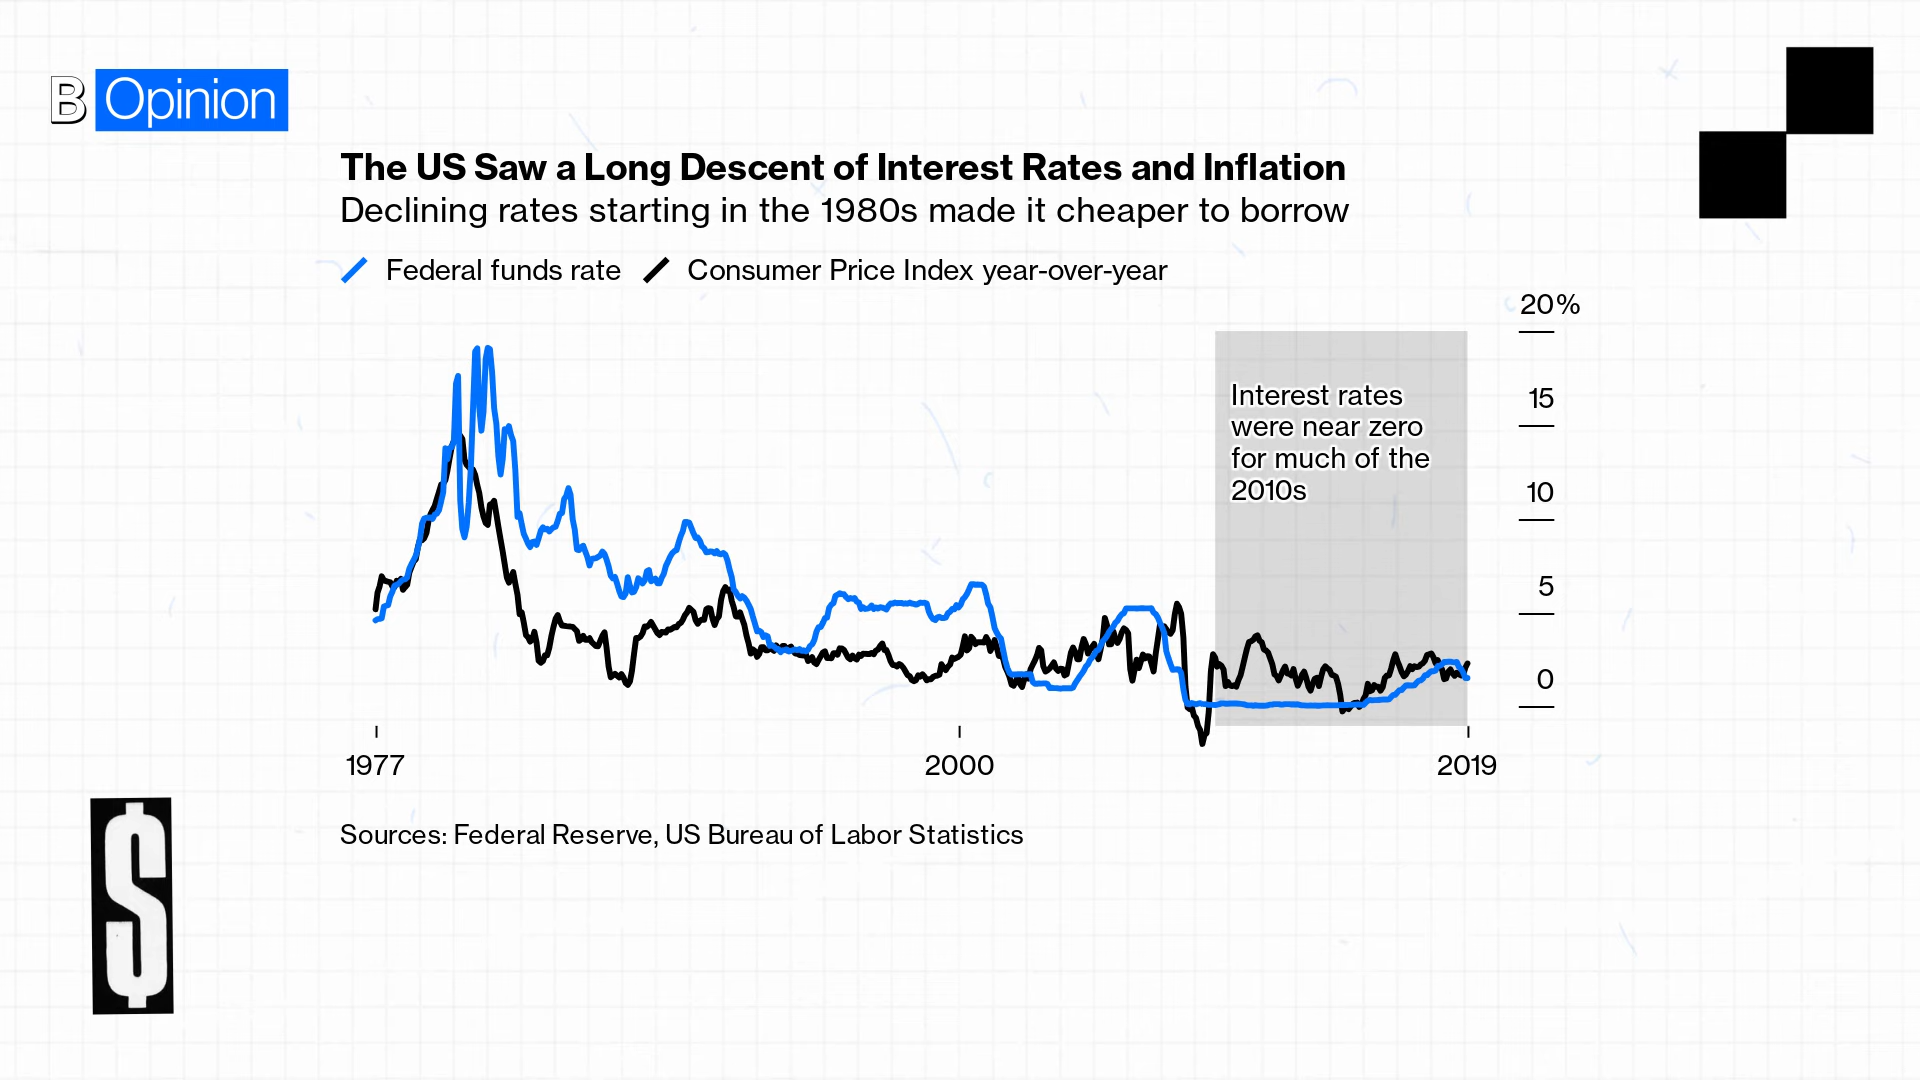 B Opinion
The US Saw a Long Descent of Interest Rates and Inflation
Declining rates starting in the 1980s made it cheaper to borrow
Federal funds rate Consumer Price Index year-over-year
20%
15
10
5
0
Interest rates
were near zero
for much of the
2010s
1977 2000 2019
Sources: Federal Reserve, US Bureau of Labor Statistics
$